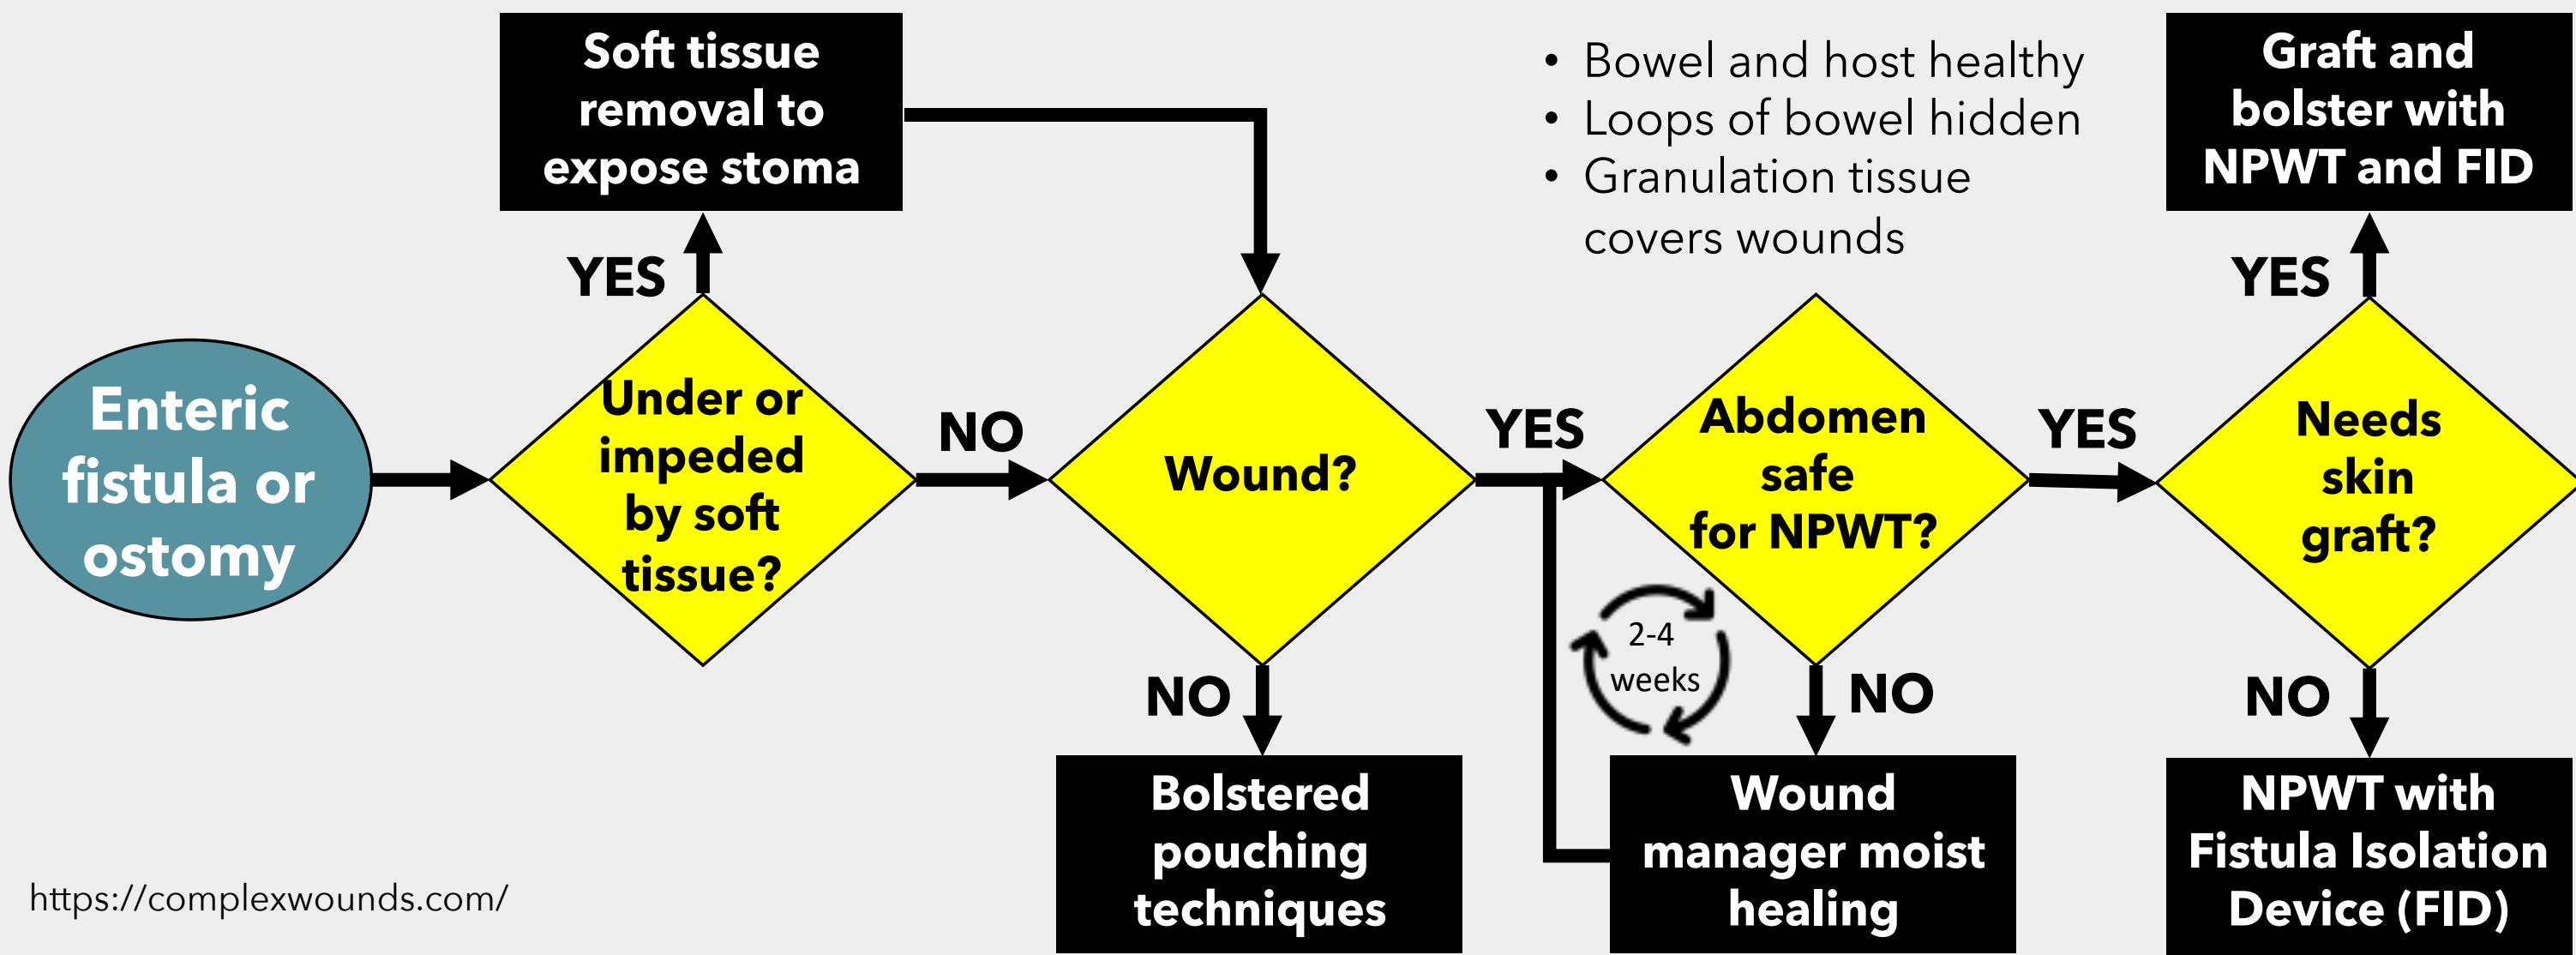 Soft tissue
removal to
expose stoma
• Bowel and host healthy
• Loops of bowel hidden
• Granulation tissue
covers wounds
Graft and
bolster with
NPWT and FID
YES
YES
Enteric
fistula or
ostomy
Under or
impeded
by soft
tissue?
NO
Wound?
YES
Abdomen
safe
for NPWT?
YES
Needs
skin
graft?
2-4
weeks
NO
NO
NO
Bolstered
pouching
techniques
Wound
manager moist
healing
NPWT with
Fistula Isolation
Device (FID)
https://complexwounds.com/